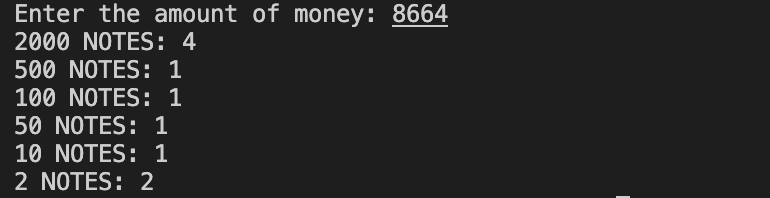 Enter the amount of money: 8664
2000 NOTES: 4
500 NOTES: 1
100 NOTES: 1
50 NOTES: 1
10 NOTES: 1
2 NOTES: 2